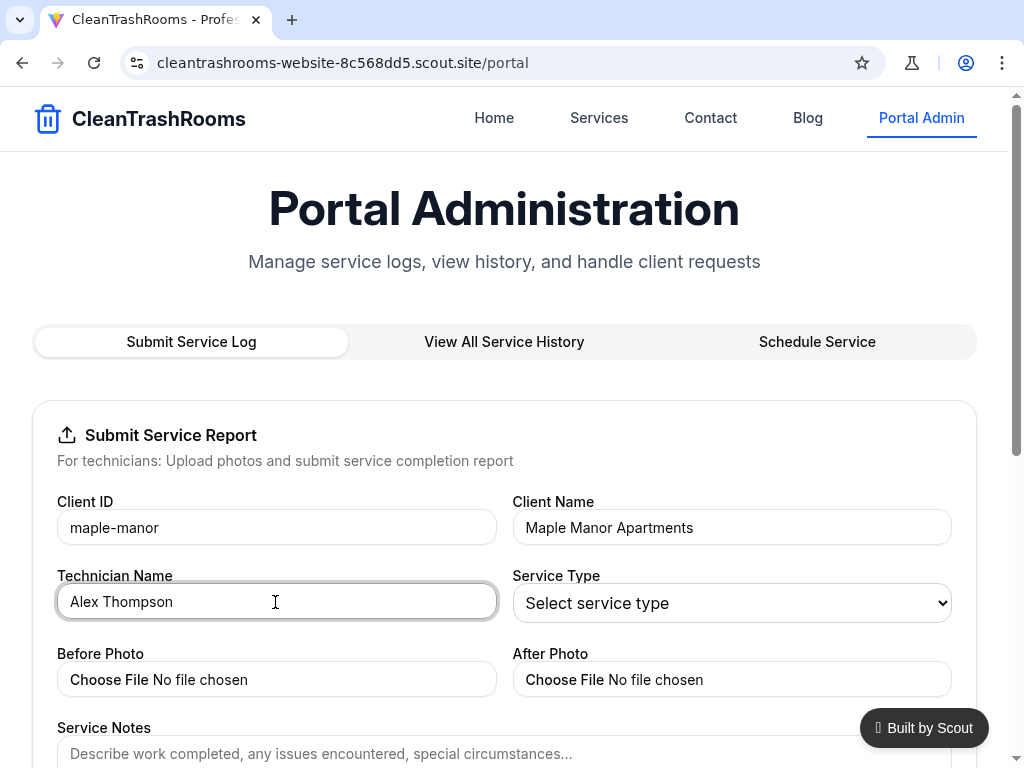 CleanTrashRooms - Profes
cleantrashrooms-website-8c568dd5.scout.site/portal
CleanTrashRooms
Home
Services
Contact
Blog
Portal Admin
Portal Administration
Manage service logs, view history, and handle client requests
Submit Service Log
View All Service History
Schedule Service
Submit Service Report
For technicians: Upload photos and submit service completion report
Client ID
Client Name
maple-manor
Maple Manor Apartments
Technician Name
Service Type
Alex Thompson
Select service type
Before Photo
After Photo
Choose File No file chosen
Choose File No file chosen
Service Notes
Describe work completed, any issues encountered, special circumstances...
Built by Scout